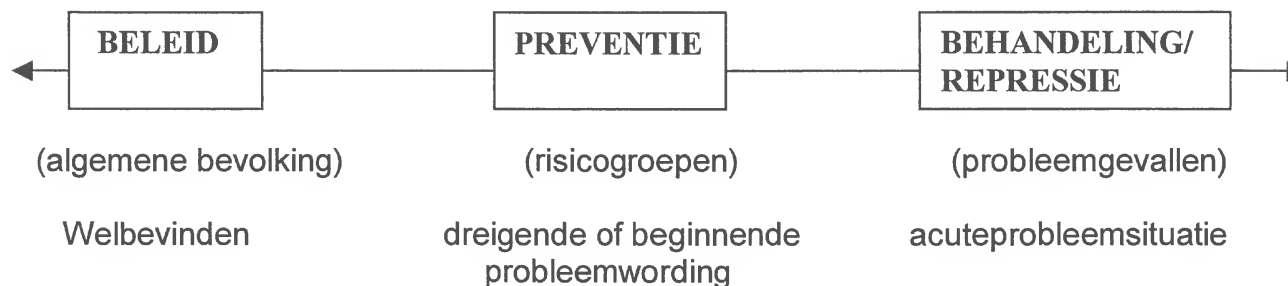 BELEID
PREVENTIE
BEHANDELING/
REPRESSIE
(algemene bevolking)
(risicogroepen)
(probleemgevallen)
Welbevinden
dreigende of beginnende
probleemwording
acuteprobleemsituatie